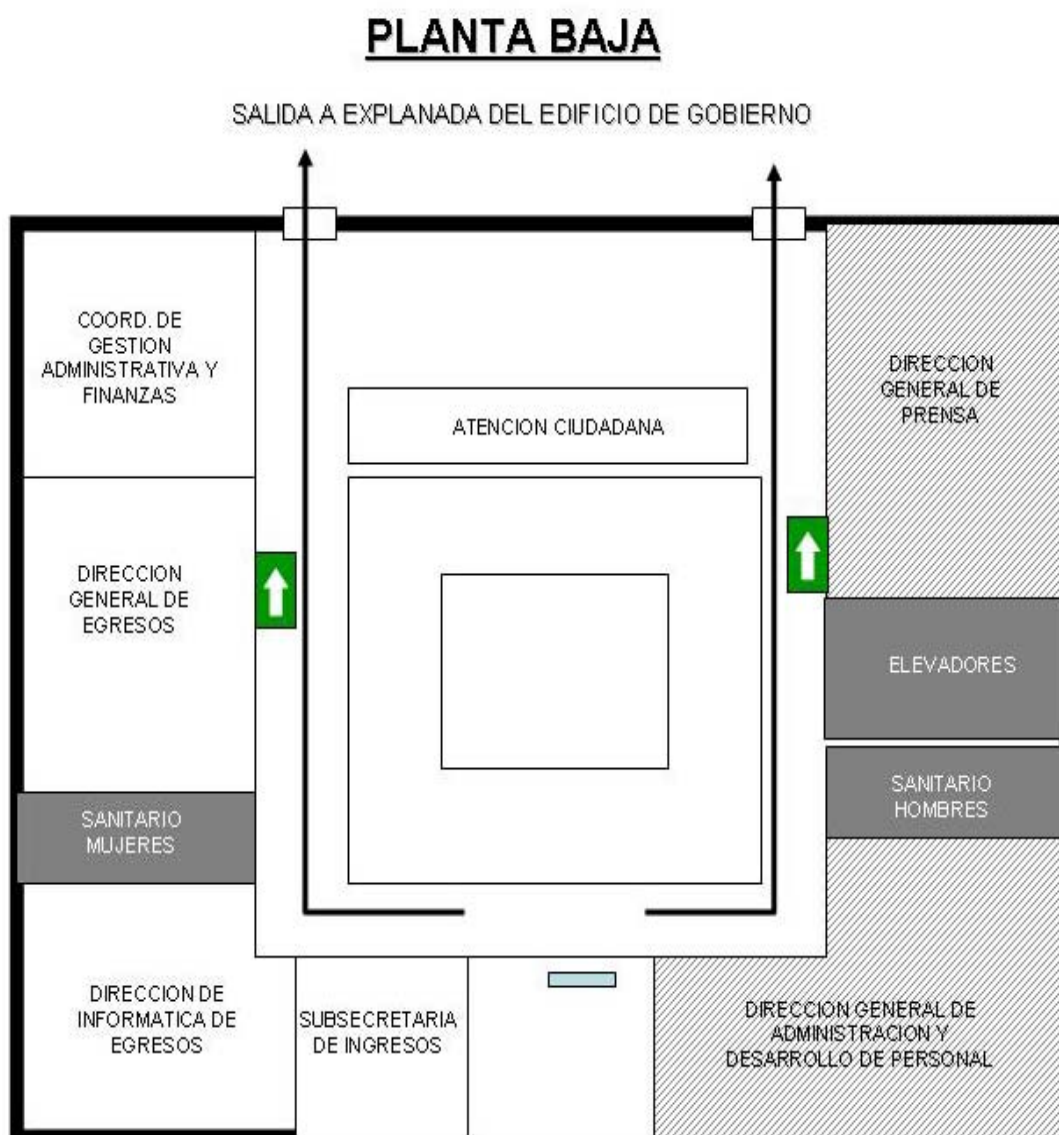 PLANTA BAJA
SALIDA A EXPLANADA DEL EDIFICIO DE GOBIERNO
COORD. DE
GESTION
ADMINISTRATIVA Y
FINANZAS
DIRECCION
GENERAL DE
PRENSA
ATENCION CIUDADANA
DIRECCION
GENERAL DE
EGRESOS
ELEVADORES
SANITARIO
HOMBRES
SANITARIO
MUJERES
DIRECCION DE
INFORMATICA DE
EGRESOS
SUBSECRETARIA
DE INGRESOS
DIRECCION GENERAL DE
ADMINISTRACION Y
DESARROLLO DE PERSONAL